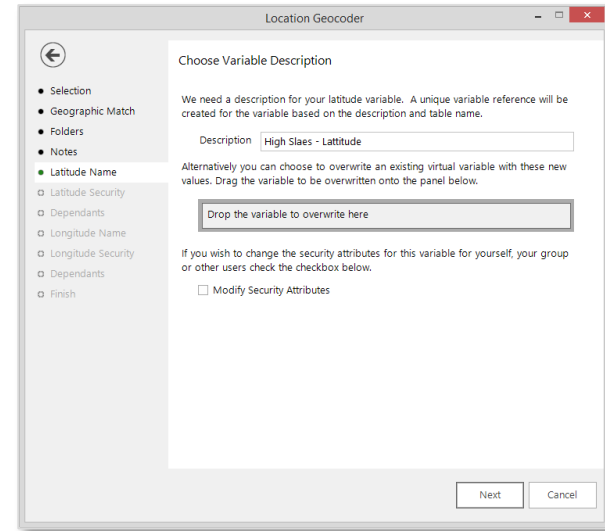 Location Geocoder
Choose Variable Description
Selection
Geographic Match
Folders
Notes
Latitude Name
Latitude Security
Dependants
Longitude Name
Longitude Security
Dependants
Finish
We need a description for your latitude variable. A unique variable reference will be
created for the variable based on the description and table name.
Description High Slaes - Lattitude
Alternatively you can choose to overwrite an existing virtual variable with these new
values. Drag the variable to be overwritten onto the panel below.
Drop the variable to overwrite here
If you wish to change the security attributes for this variable for yourself, your group
or other users check the checkbox below.
Modify Security Attributes
Next Cancel